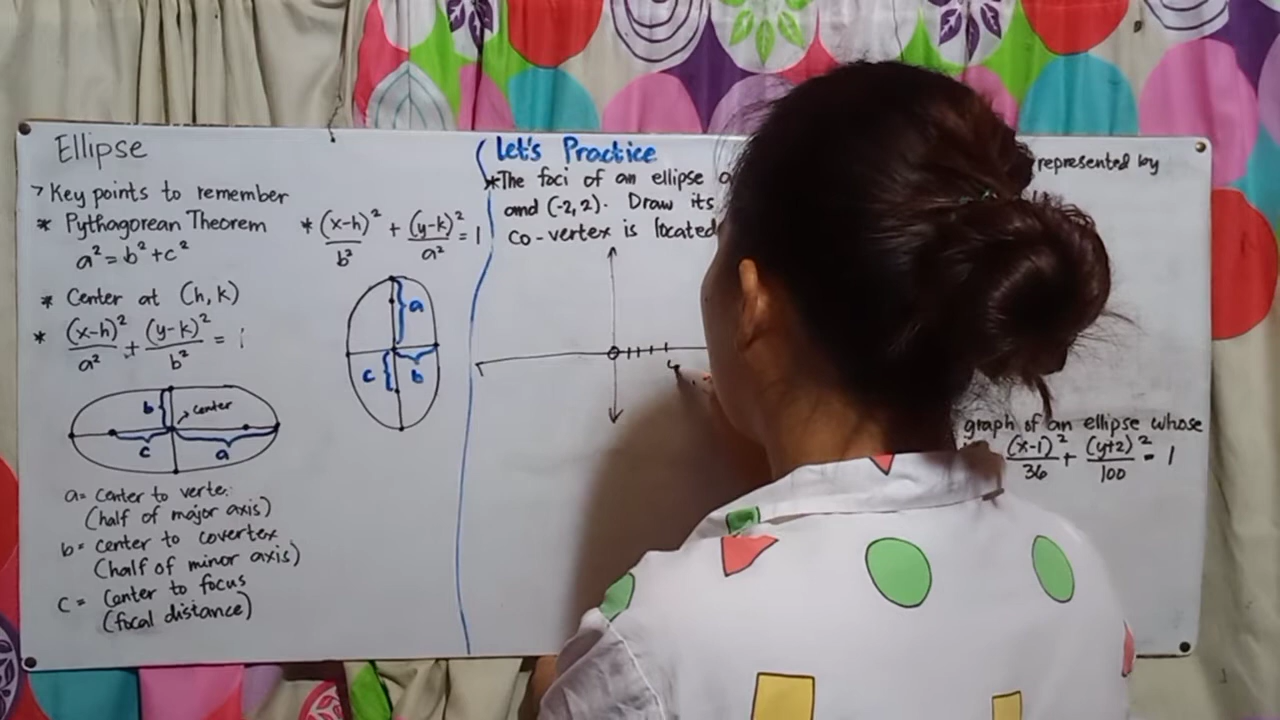 Ellipse
> Key points to remember
* Pythagorean Theorem
a² = b² + c²
* Center at (h, k)
* (x-h)²/a² + (y-k)²/b² = 1
b
center
c
a
a = center to verte
(half of major axis)
b = center to covertex
(half of minor axis)
c = center to focus
(focal distance)
* (x-h)²/b² + (y-k)²/a² = 1
a
c
b
Let's Practice
*The foci of an ellipse
and (-2, 2). Draw its
co-vertex is located
represented by
graph of an ellipse whose
(x-1)²/36 + (y+2)²/100 = 1